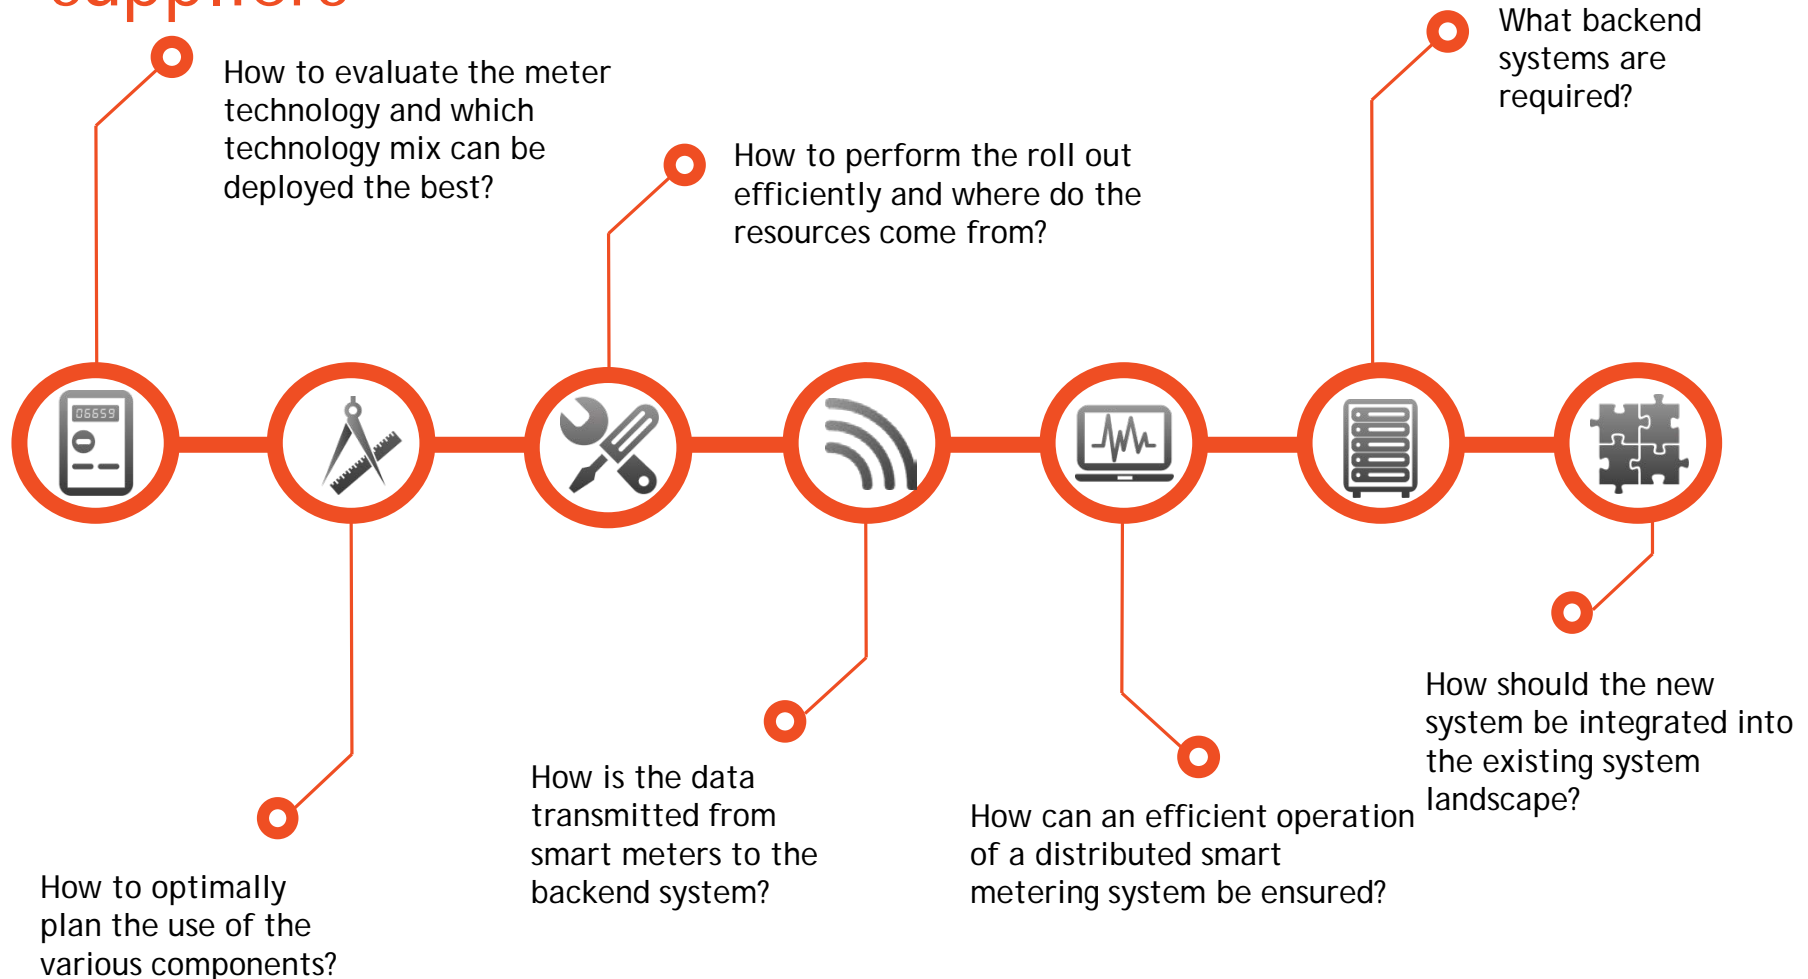 suppliers
How to evaluate the meter
technology and which
technology mix can be
deployed the best?
How to perform the roll out
efficiently and where do the
resources come from?
What backend
systems are
required?
06659
How to optimally
plan the use of the
various components?
How is the data
transmitted from
smart meters to the
backend system?
How can an efficient operation
of a distributed smart
metering system be ensured?
How should the new
system be integrated into
the existing system
landscape?